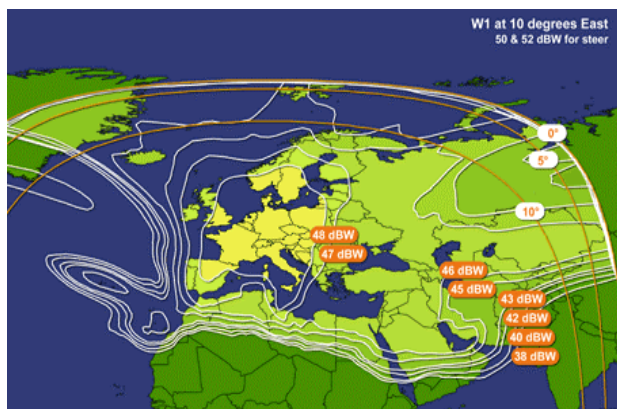 W1 at 10 degrees East
50 & 52 dBW for steer
0°
5°
10°
48 dBW
47 dBW
46 dBW
45 dBW
43 dBW
42 dBW
40 dBW
38 dBW